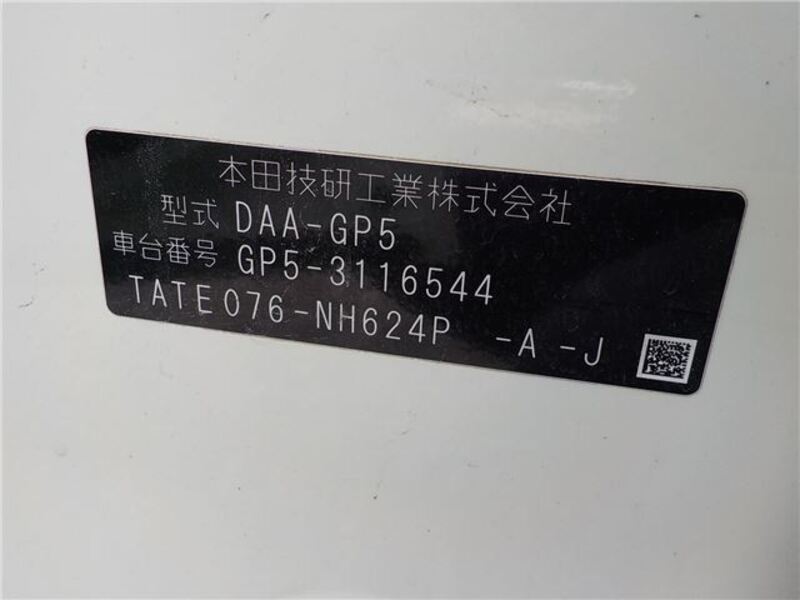 本田技研工業株式会社
型式 DAA-GP5
車台番号 GP5-3116544
TATE076-NH624P -A -J